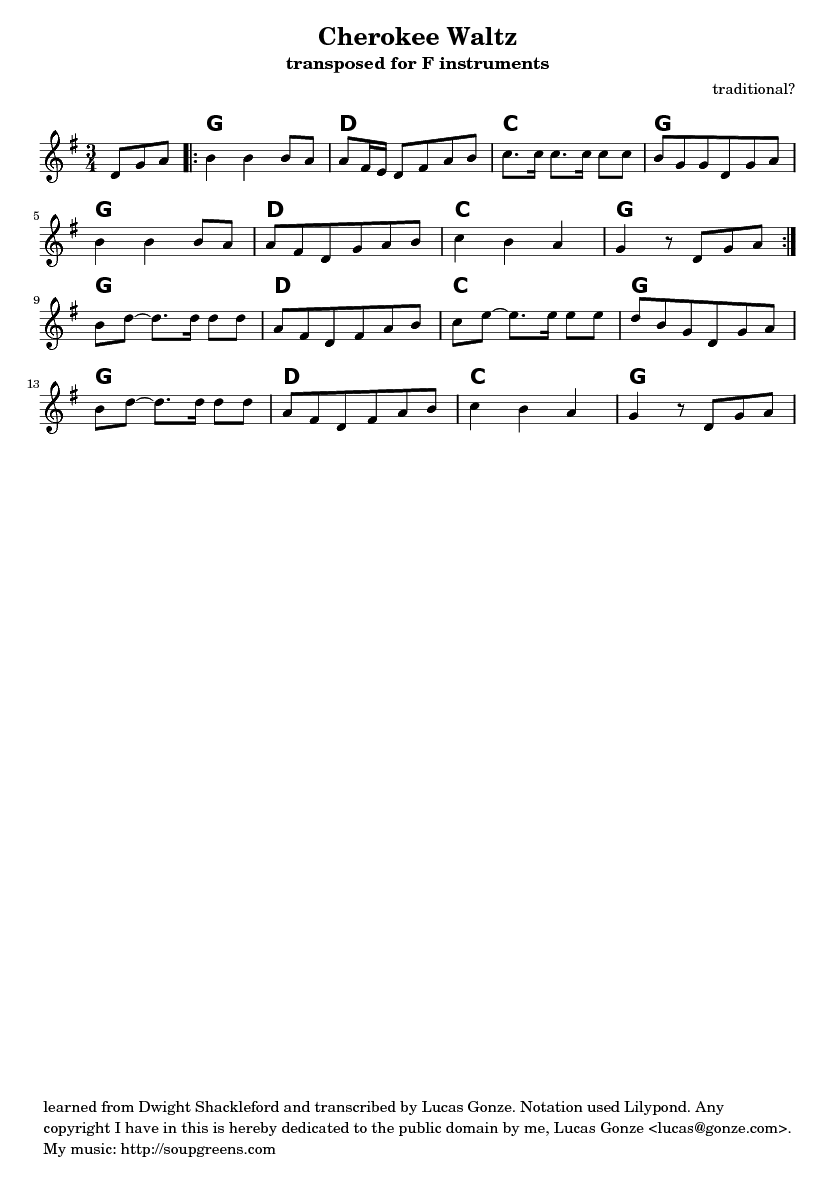 Cherokee Waltz
transposed for F instruments
traditional?
3
4
G D C G
5
G D C G
9
G D C G
13
G D C G
learned from Dwight Shackleford and transcribed by Lucas Gonze. Notation used Lilypond. Any
copyright I have in this is hereby dedicated to the public domain by me, Lucas Gonze <lucas@gonze.com>.
My music: http://soupgreens.com